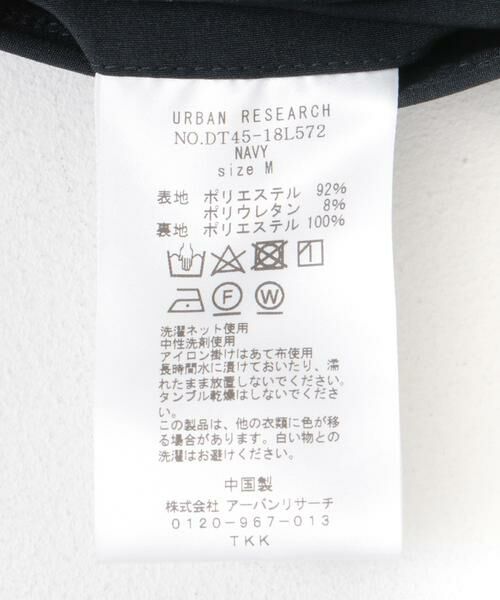 URBAN RESEARCH
NO.DT45-18L572
NAVY
size M
表地 ポリエステル 92%
ポリウレタン 8%
裏地 ポリエステル 100%
F W
洗濯ネット使用
中性洗剤使用
アイロン掛けはあて布使用
長時間水に漬けておいたり、濡
れたまま放置しないでください。
タンブル乾燥はしないでくださ
い。
この製品は、他の衣類に色が移
る場合があります。白い物との
洗濯はお避けください。
中国製
株式会社 アーバンリサーチ
0120-967-013
TKK